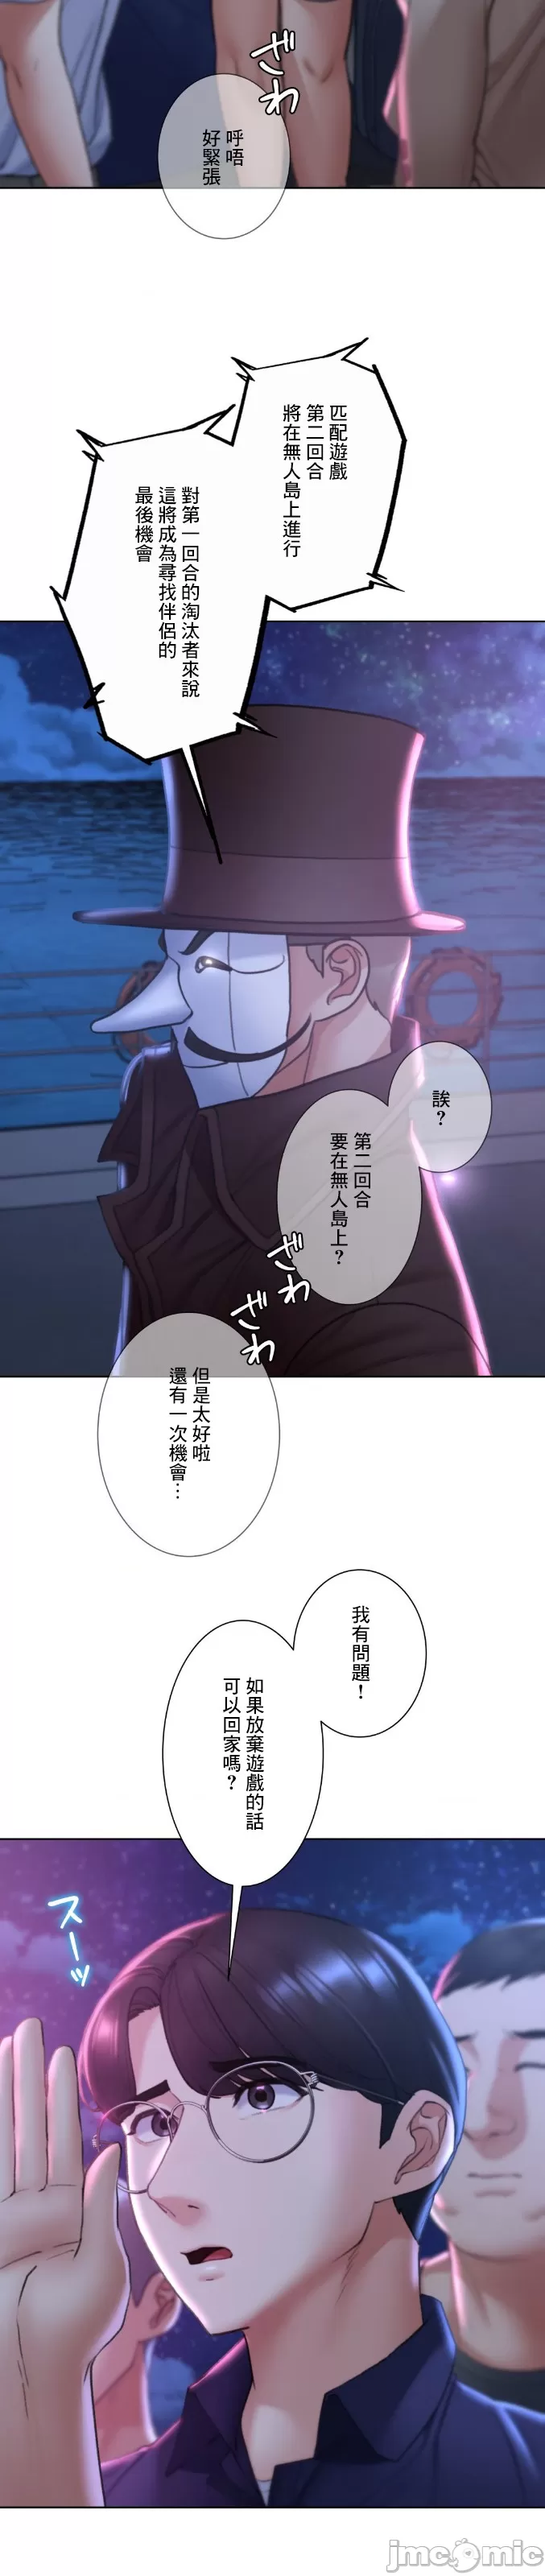 ざわ
呼唔
好緊張
匹配遊戲
第二回合
將在無人島上進行
對第一回合的淘汰者來說
這將成為尋找伴侶的
最後機會
誒?
第二回合
要在無人島上?
ざわ
ざわ
但是太好啦
還有一次機會…
我有問題!
如果放棄遊戲的話
可以回家嗎?
スーッ
jmcomic